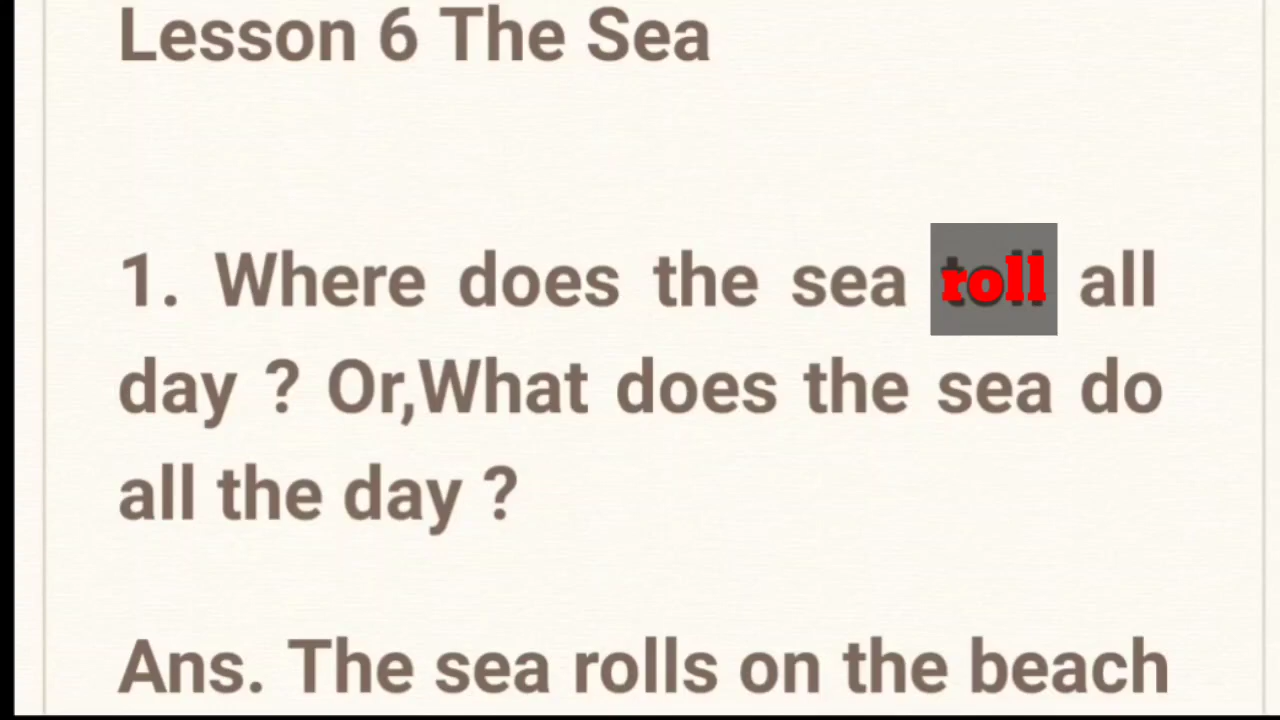 Lesson 6 The Sea
1. Where does the sea roll all
day ? Or,What does the sea do
all the day ?
Ans. The sea rolls on the beach